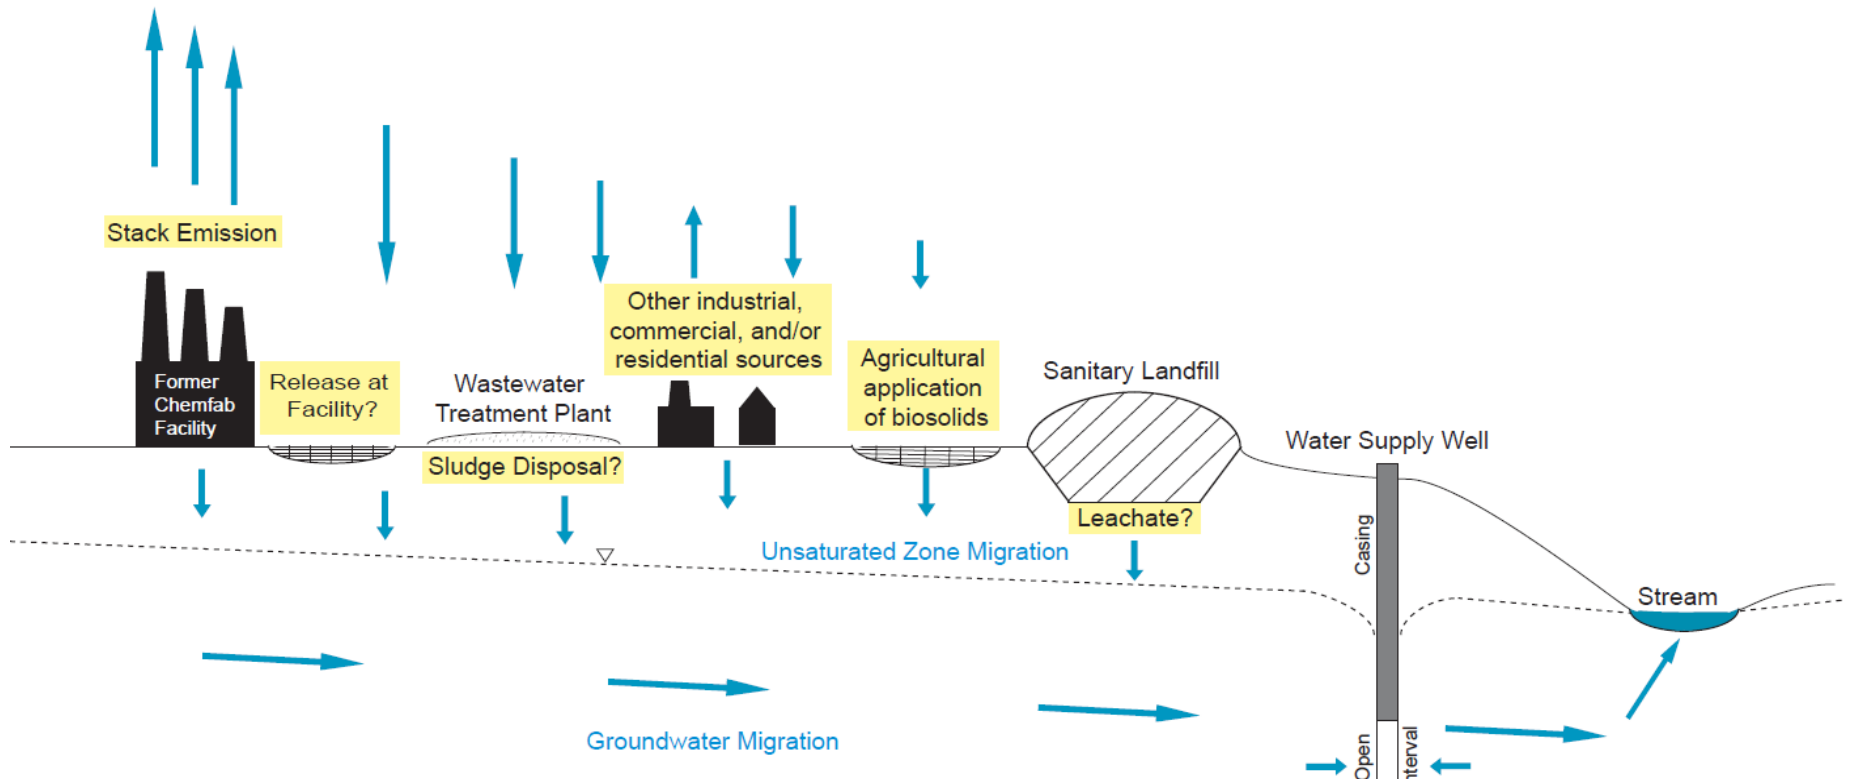 Stack Emission
Former
Chemfab
Facility
Release at
Facility?
Wastewater
Treatment Plant
Sludge Disposal?
Other industrial,
commercial, and/or
residential sources
Agricultural
application
of biosolids
Sanitary Landfill
Leachate?
Water Supply Well
Casing
Unsaturated Zone Migration
Stream
Groundwater Migration
Open